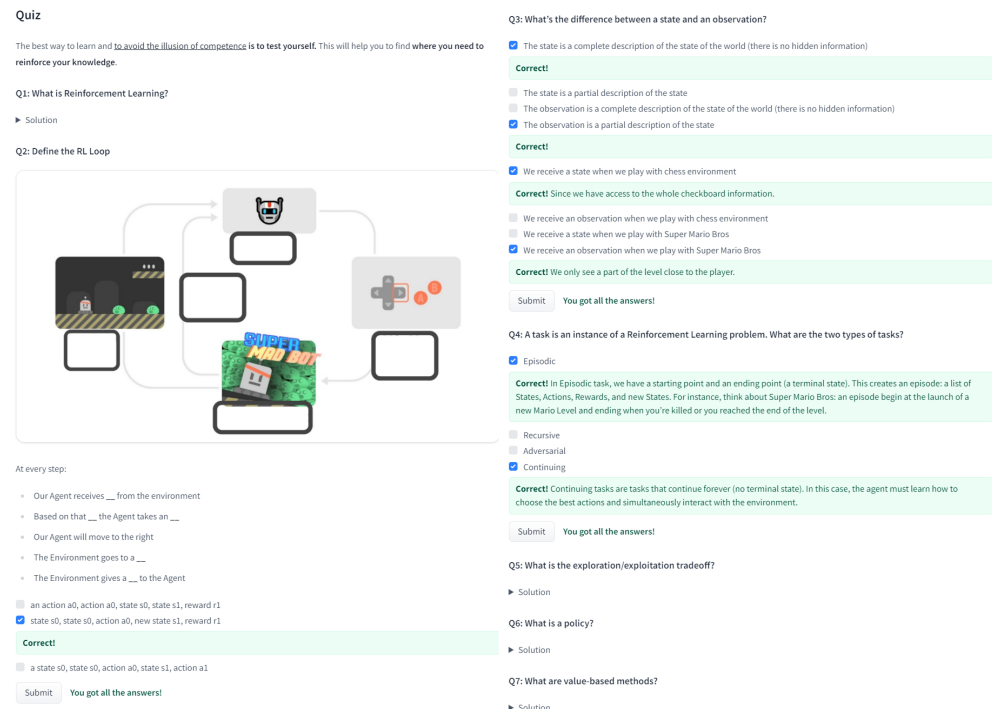 Quiz
The best way to learn and to avoid the illusion of competence is to test yourself. This will help you to find where you need to
reinforce your knowledge.
Q1: What is Reinforcement Learning?
▶ Solution
Q2: Define the RL Loop
SUPER
MAD BOT
B
A
At every step:
Our Agent receives __ from the environment
Based on that __ the Agent takes an __
Our Agent will move to the right
The Environment goes to a __
The Environment gives a __ to the Agent
an action a0, action a0, state s0, state s1, reward r1
state s0, state s0, action a0, new state s1, reward r1
Correct!
a state s0, state s0, action a0, state s1, action a1
Submit You got all the answers!
Q3: What's the difference between a state and an observation?
The state is a complete description of the state of the world (there is no hidden information)
Correct!
The state is a partial description of the state
The observation is a complete description of the state of the world (there is no hidden information)
The observation is a partial description of the state
Correct!
We receive a state when we play with chess environment
Correct! Since we have access to the whole checkboard information.
We receive an observation when we play with chess environment
We receive a state when we play with Super Mario Bros
We receive an observation when we play with Super Mario Bros
Correct! We only see a part of the level close to the player.
Submit You got all the answers!
Q4: A task is an instance of a Reinforcement Learning problem. What are the two types of tasks?
Episodic
Correct! In Episodic task, we have a starting point and an ending point (a terminal state). This creates an episode: a list of
States, Actions, Rewards, and new States. For instance, think about Super Mario Bros: an episode begin at the launch of a
new Mario Level and ending when you're killed or you reached the end of the level.
Recursive
Adversarial
Continuing
Correct! Continuing tasks are tasks that continue forever (no terminal state). In this case, the agent must learn how to
choose the best actions and simultaneously interact with the environment.
Submit You got all the answers!
Q5: What is the exploration/exploitation tradeoff?
▶ Solution
Q6: What is a policy?
▶ Solution
Q7: What are value-based methods?
▶ Solution